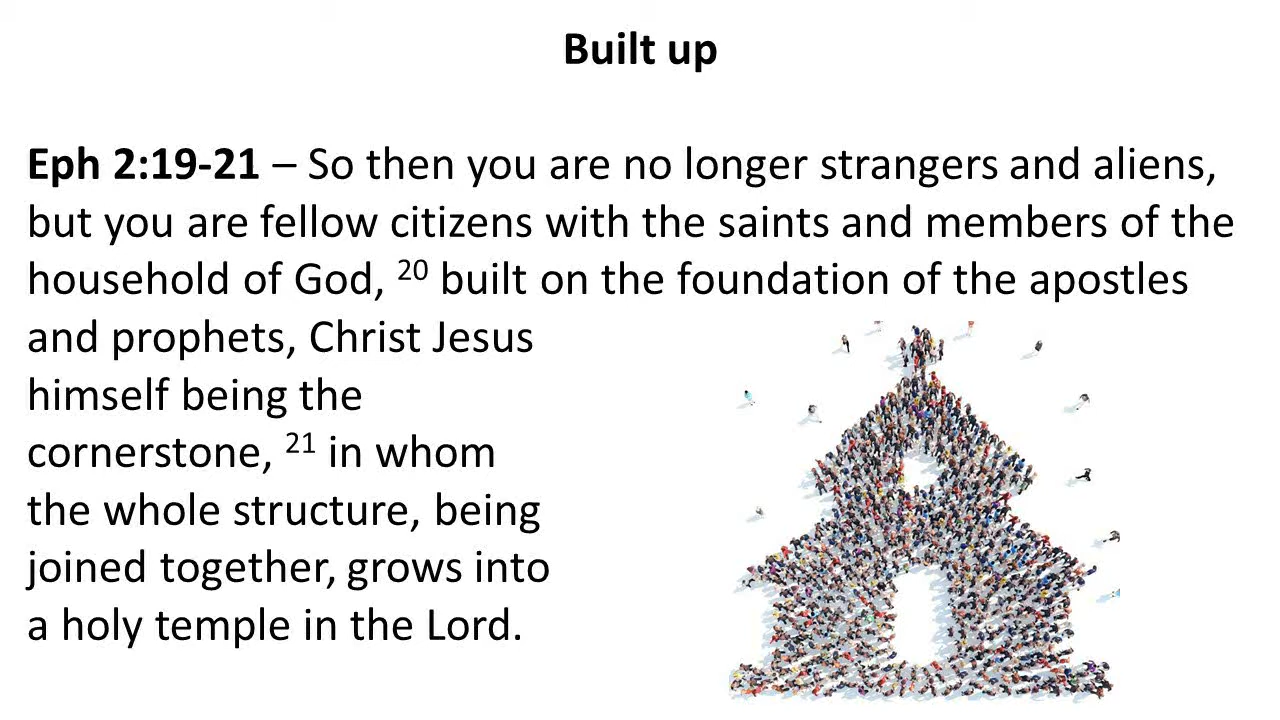 Built up
Eph 2:19-21 – So then you are no longer strangers and aliens,
but you are fellow citizens with the saints and members of the
household of God, 20 built on the foundation of the apostles
and prophets, Christ Jesus
himself being the
cornerstone, 21 in whom
the whole structure, being
joined together, grows into
a holy temple in the Lord.